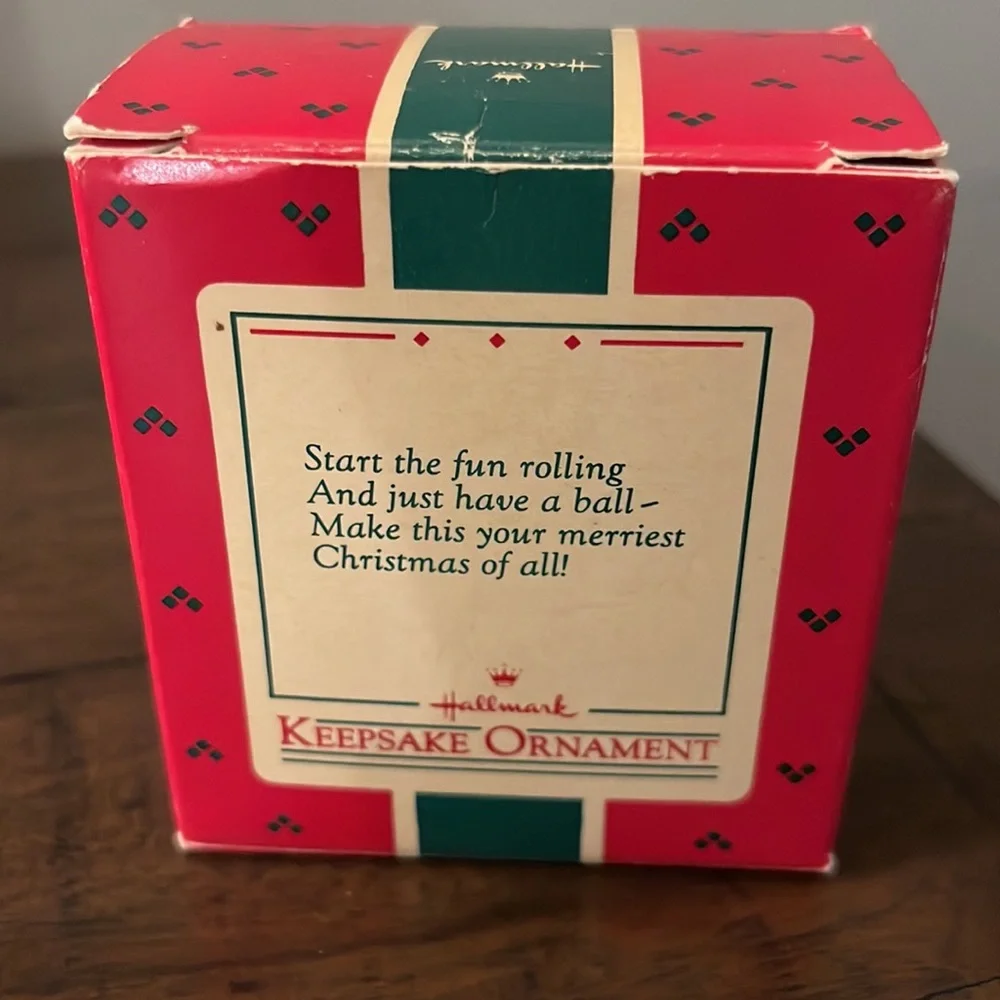 Hallmark
Start the fun rolling
And just have a ball–
Make this your merriest
Christmas of all!
Hallmark
KEEPSAKE ORNAMENT